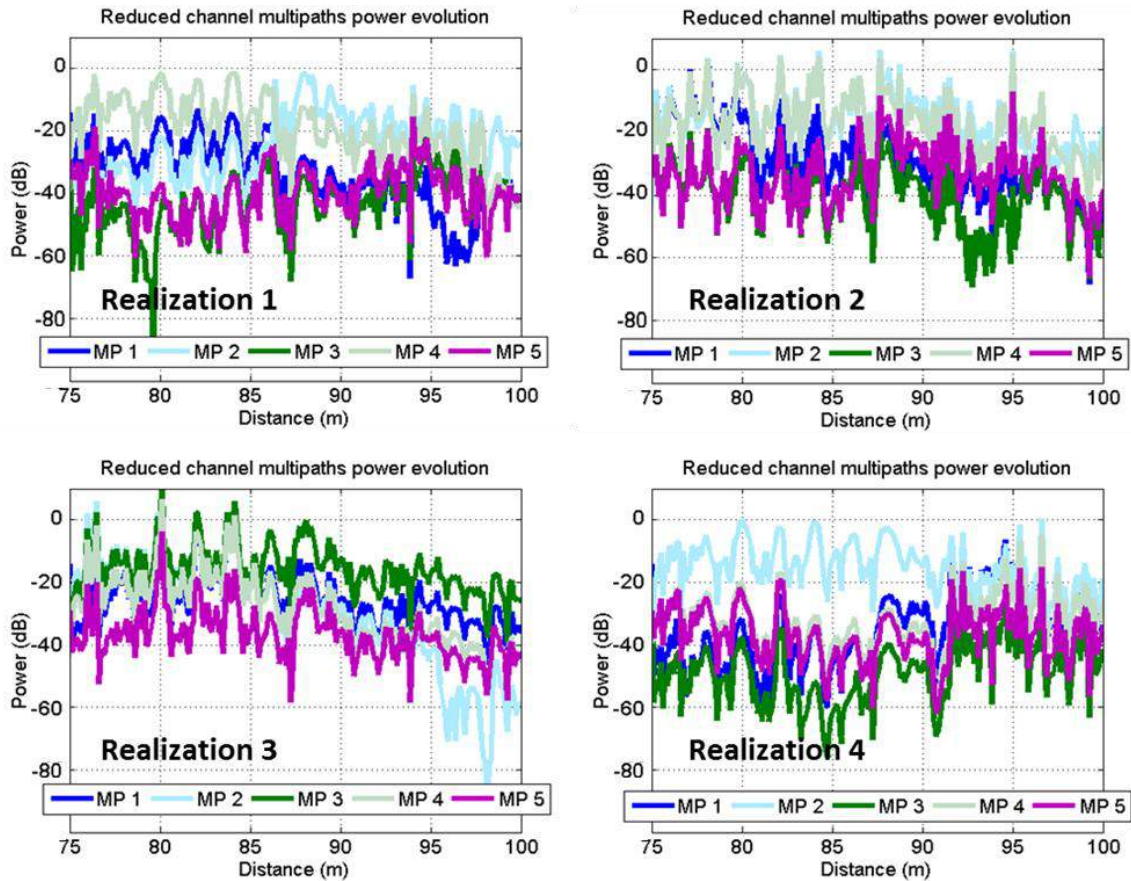 Reduced channel multipaths power evolution
0
-20
-40
-60
-80
Power (dB)
Realization 1
MP 1 MP 2 MP 3 MP 4 MP 5
75 80 85 90 95 100
Distance (m)
Reduced channel multipaths power evolution
0
-20
-40
-60
-80
Power (dB)
Realization 2
MP 1 MP 2 MP 3 MP 4 MP 5
75 80 85 90 95 100
Distance (m)
Reduced channel multipaths power evolution
0
-20
-40
-60
-80
Power (dB)
Realization 3
MP 1 MP 2 MP 3 MP 4 MP 5
75 80 85 90 95 100
Distance (m)
Reduced channel multipaths power evolution
0
-20
-40
-60
-80
Power (dB)
Realization 4
MP 1 MP 2 MP 3 MP 4 MP 5
75 80 85 90 95 100
Distance (m)